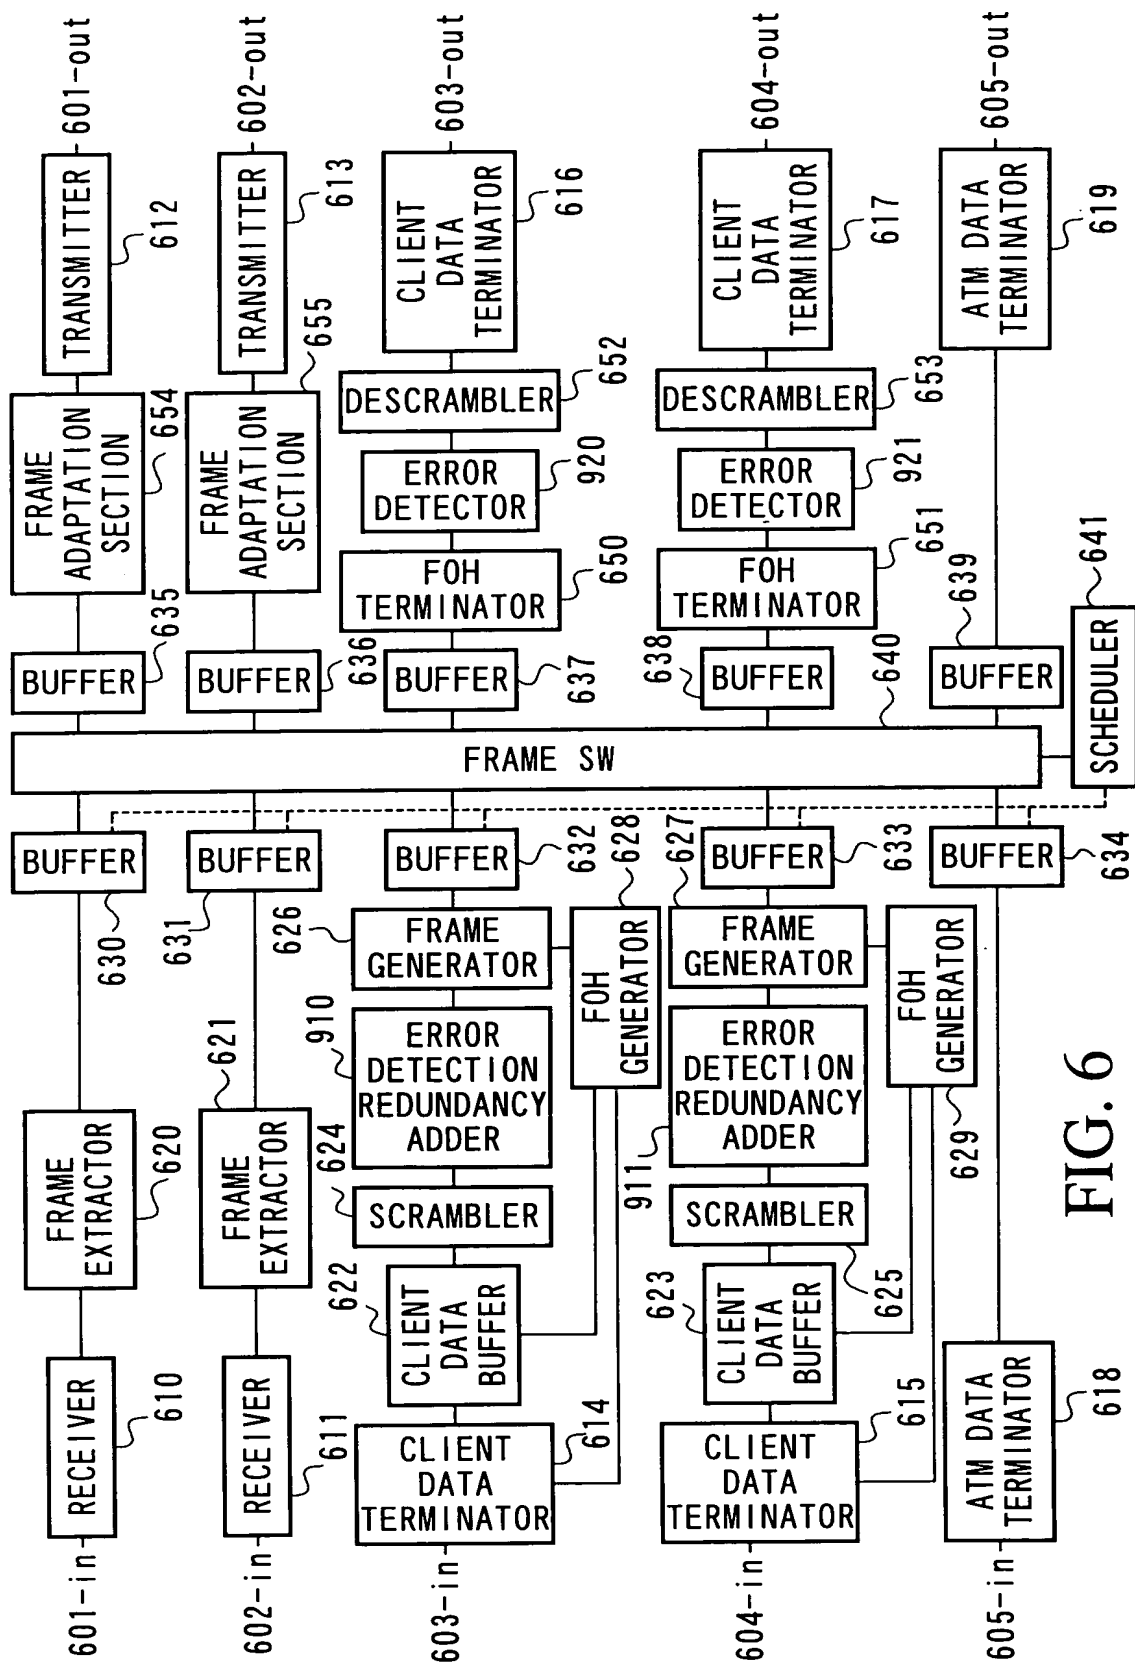 601-in
RECEIVER
610
FRAME
EXTRACTOR
620
BUFFER
630
BUFFER
635
FRAME
ADAPTATION
SECTION
654
TRANSMITTER
612
601-out
602-in
RECEIVER
611
FRAME
EXTRACTOR
621
BUFFER
631
BUFFER
636
FRAME
ADAPTATION
SECTION
655
TRANSMITTER
613
602-out
603-in
CLIENT
DATA
TERMINATOR
614
CLIENT
DATA
BUFFER
622
SCRAMBLER
624
ERROR
DETECTION
REDUNDANCY
ADDER
910
FRAME
GENERATOR
626
FOH
GENERATOR
628
BUFFER
632
FRAME SW
640
BUFFER
637
FOH
TERMINATOR
650
ERROR
DETECTOR
920
DESCRAMBLER
652
CLIENT
DATA
TERMINATOR
616
603-out
604-in
CLIENT
DATA
TERMINATOR
615
CLIENT
DATA
BUFFER
623
SCRAMBLER
625
ERROR
DETECTION
REDUNDANCY
ADDER
911
FRAME
GENERATOR
627
FOH
GENERATOR
629
BUFFER
633
BUFFER
638
FOH
TERMINATOR
651
ERROR
DETECTOR
921
DESCRAMBLER
653
CLIENT
DATA
TERMINATOR
617
604-out
605-in
ATM DATA
TERMINATOR
618
BUFFER
634
BUFFER
639
ATM DATA
TERMINATOR
619
605-out
SCHEDULER
641
FIG. 6